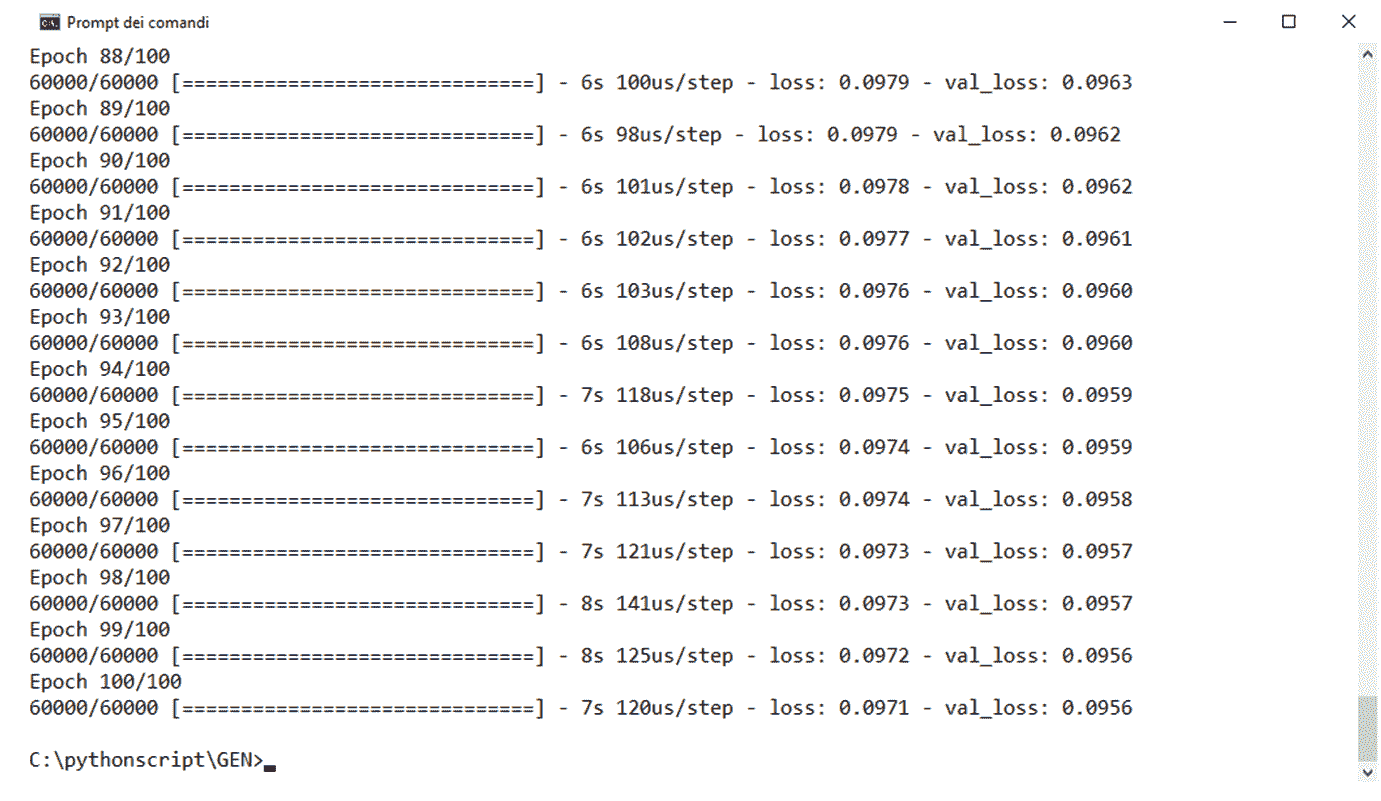 Prompt dei comandi
Epoch 88/100
60000/60000 [==============================] - 6s 100us/step - loss: 0.0979 - val_loss: 0.0963
Epoch 89/100
60000/60000 [==============================] - 6s 98us/step - loss: 0.0979 - val_loss: 0.0962
Epoch 90/100
60000/60000 [==============================] - 6s 101us/step - loss: 0.0978 - val_loss: 0.0962
Epoch 91/100
60000/60000 [==============================] - 6s 102us/step - loss: 0.0977 - val_loss: 0.0961
Epoch 92/100
60000/60000 [==============================] - 6s 103us/step - loss: 0.0976 - val_loss: 0.0960
Epoch 93/100
60000/60000 [==============================] - 6s 108us/step - loss: 0.0976 - val_loss: 0.0960
Epoch 94/100
60000/60000 [==============================] - 7s 118us/step - loss: 0.0975 - val_loss: 0.0959
Epoch 95/100
60000/60000 [==============================] - 6s 106us/step - loss: 0.0974 - val_loss: 0.0959
Epoch 96/100
60000/60000 [==============================] - 7s 113us/step - loss: 0.0974 - val_loss: 0.0958
Epoch 97/100
60000/60000 [==============================] - 7s 121us/step - loss: 0.0973 - val_loss: 0.0957
Epoch 98/100
60000/60000 [==============================] - 8s 141us/step - loss: 0.0973 - val_loss: 0.0957
Epoch 99/100
60000/60000 [==============================] - 8s 125us/step - loss: 0.0972 - val_loss: 0.0956
Epoch 100/100
60000/60000 [==============================] - 7s 120us/step - loss: 0.0971 - val_loss: 0.0956
C:\pythonscript\GEN>